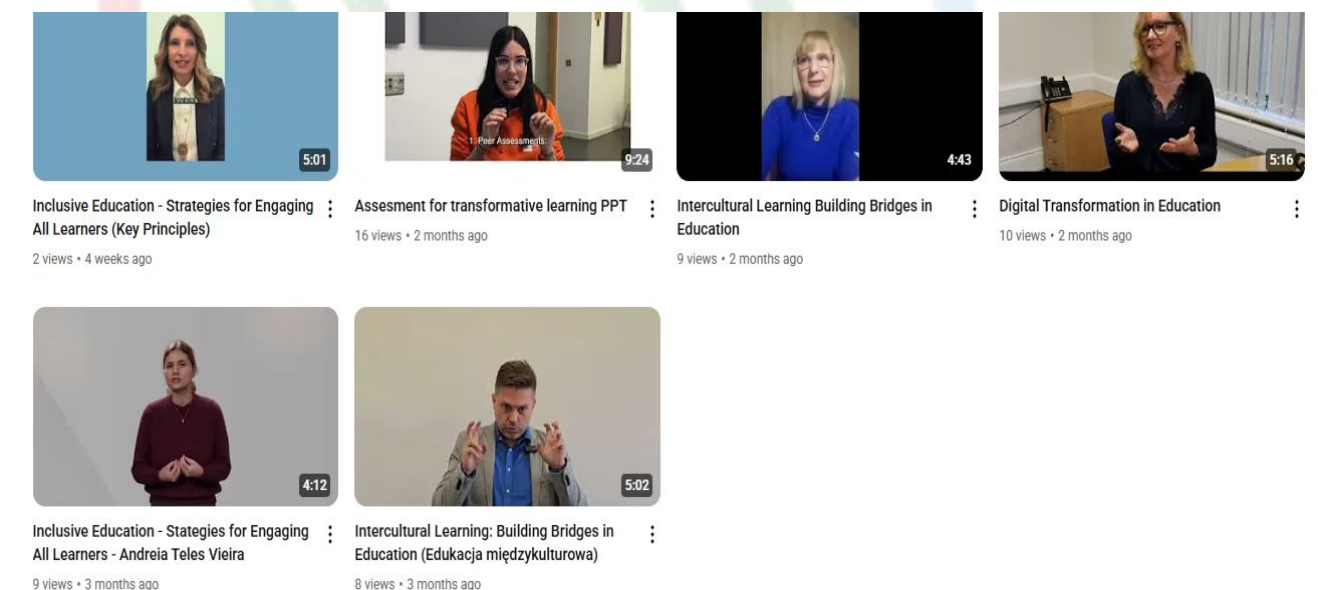 1. Peer Assessments:
5:01
9:24
4:43
5:16
Inclusive Education - Strategies for Engaging
All Learners (Key Principles)
2 views • 4 weeks ago
Assesment for transformative learning PPT
16 views • 2 months ago
Intercultural Learning Building Bridges in
Education
9 views • 2 months ago
Digital Transformation in Education
10 views • 2 months ago
4:12
5:02
Inclusive Education - Stategies for Engaging
All Learners - Andreia Teles Vieira
9 views • 3 months ago
Intercultural Learning: Building Bridges in
Education (Edukacja międzykulturowa)
8 views • 3 months ago